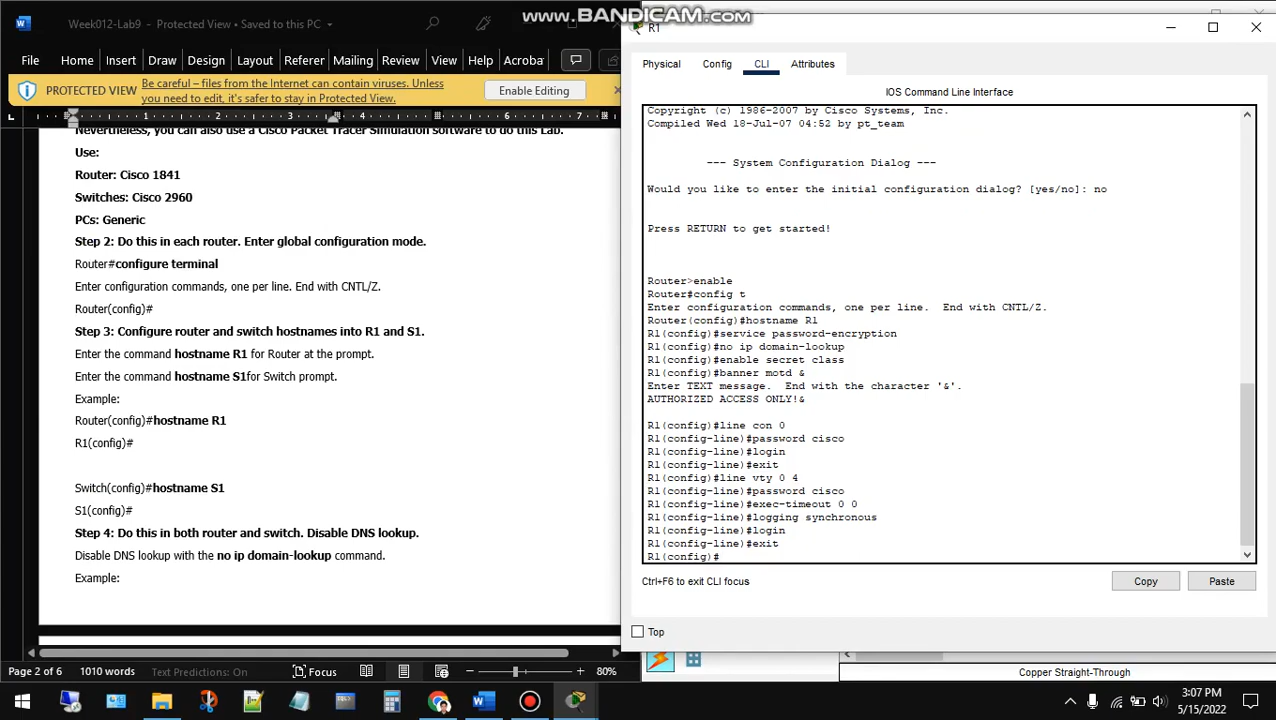 www.BANDICAM.com
Week012-Lab9 - Protected View • Saved to this PC
File Home Insert Draw Design Layout Referer Mailing Review View Help Acroba
PROTECTED VIEW Be careful – files from the Internet can contain viruses. Unless you need to edit, it's safer to stay in Protected View.
Enable Editing
1 2 3 4 5 6 7
Nevertheless, you can also use a Cisco Packet Tracer Simulation software to do this Lab.
Use:
Router: Cisco 1841
Switches: Cisco 2960
PCs: Generic
Step 2: Do this in each router. Enter global configuration mode.
Router#configure terminal
Enter configuration commands, one per line. End with CNTL/Z.
Router(config)#
Step 3: Configure router and switch hostnames into R1 and S1.
Enter the command hostname R1 for Router at the prompt.
Enter the command hostname S1for Switch prompt.
Example:
Router(config)#hostname R1
R1(config)#
Switch(config)#hostname S1
S1(config)#
Step 4: Do this in both router and switch. Disable DNS lookup.
Disable DNS lookup with the no ip domain-lookup command.
Example:
Page 2 of 6 1010 words Text Predictions: On Focus 80%
R1
Physical Config CLI Attributes
IOS Command Line Interface
Copyright (c) 1986-2007 by Cisco Systems, Inc.
Compiled Wed 18-Jul-07 04:52 by pt_team
--- System Configuration Dialog ---
Would you like to enter the initial configuration dialog? [yes/no]: no
Press RETURN to get started!
Router>enable
Router#config t
Enter configuration commands, one per line.  End with CNTL/Z.
Router(config)#hostname R1
R1(config)#service password-encryption
R1(config)#no ip domain-lookup
R1(config)#enable secret class
R1(config)#banner motd &
Enter TEXT message.  End with the character '&'.
AUTHORIZED ACCESS ONLY!&
R1(config)#line con 0
R1(config-line)#password cisco
R1(config-line)#login
R1(config-line)#exit
R1(config)#line vty 0 4
R1(config-line)#password cisco
R1(config-line)#exec-timeout 0 0
R1(config-line)#logging synchronous
R1(config-line)#login
R1(config-line)#exit
R1(config)#
Ctrl+F6 to exit CLI focus
Copy Paste
Top
Copper Straight-Through
3:07 PM
5/15/2022